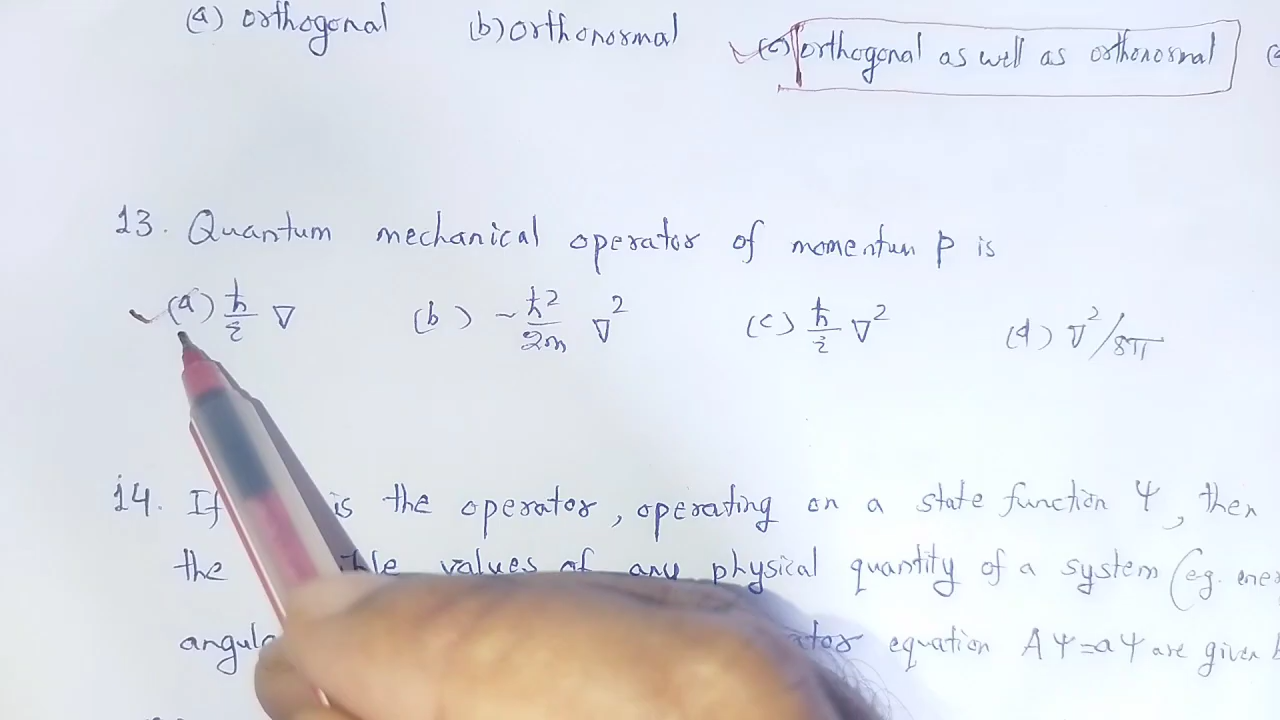 (a) orthogonal (b) orthonormal (c) orthogonal as well as orthonormal
13. Quantum mechanical operator of momentum p is
(a) ħ/i ∇ (b) -ħ²/2m ∇² (c) ħ/i ∇² (d) ∇²/8π
14. If is the operator, operating on a state function Ψ, then
the values of any physical quantity of a system (eg.
equation AΨ=aΨ are given